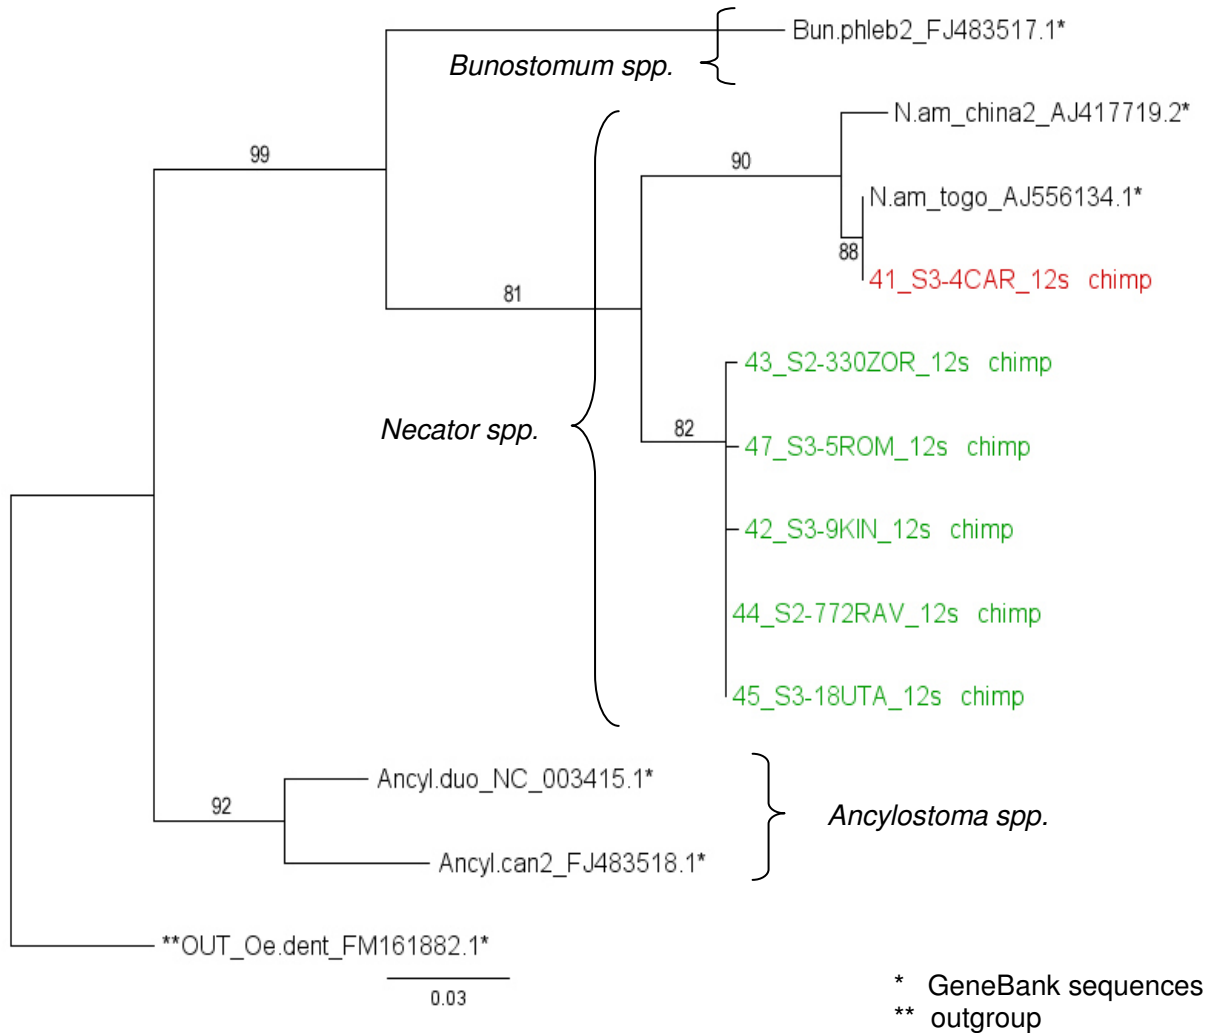 Bun.phleb2_FJ483517.1*
Bunostomum spp.
N.am_china2_AJ417719.2*
99
90
N.am_togo_AJ556134.1*
88
41_S3-4CAR_12s chimp
81
43_S2-330ZOR_12s chimp
Necator spp.
82
47_S3-5ROM_12s chimp
42_S3-9KIN_12s chimp
44_S2-772RAV_12s chimp
45_S3-18UTA_12s chimp
Ancyl.duo_NC_003415.1*
92
Ancylostoma spp.
Ancyl.can2_FJ483518.1*
**OUT_Oe.dent_FM161882.1*
0.03
* GeneBank sequences
** outgroup